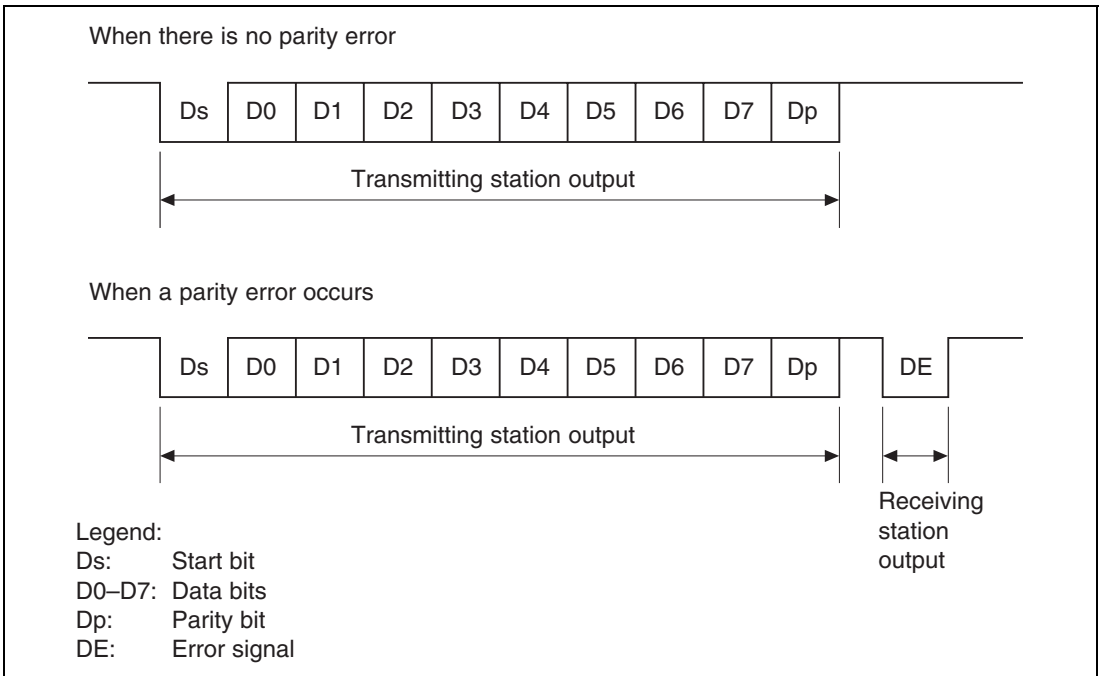 When there is no parity error
Ds D0 D1 D2 D3 D4 D5 D6 D7 Dp
Transmitting station output
When a parity error occurs
Ds D0 D1 D2 D3 D4 D5 D6 D7 Dp DE
Transmitting station output
Receiving
station
output
Legend:
Ds: Start bit
D0–D7: Data bits
Dp: Parity bit
DE: Error signal